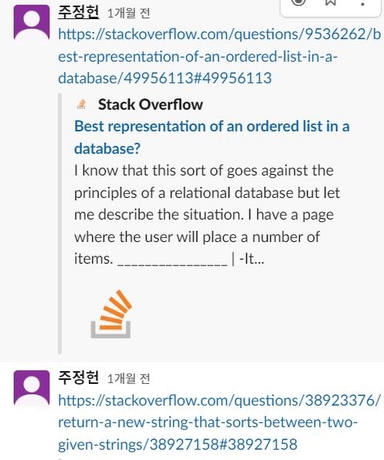 주정헌 1개월 전
https://stackoverflow.com/questions/9536262/b
est-representation-of-an-ordered-list-in-a-
database/49956113#49956113
Stack Overflow
Best representation of an ordered list in a
database?
I know that this sort of goes against the
principles of a relational database but let
me describe the situation. I have a page
where the user will place a number of
items. ________________ | -It...
주정헌 1개월 전
https://stackoverflow.com/questions/38923376/
return-a-new-string-that-sorts-between-two-
given-strings/38927158#38927158